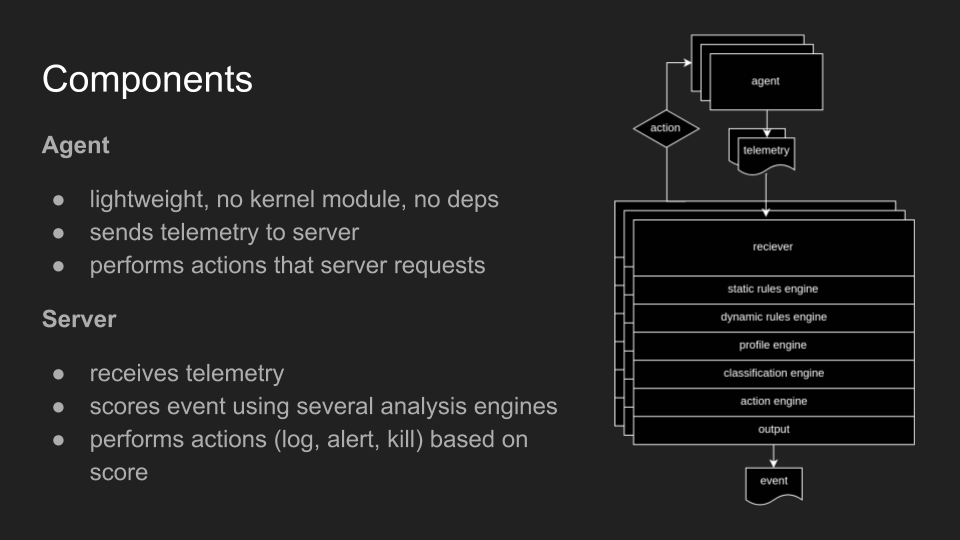 Components
Agent
● lightweight, no kernel module, no deps
● sends telemetry to server
● performs actions that server requests
Server
● receives telemetry
● scores event using several analysis engines
● performs actions (log, alert, kill) based on
score
agent
action
telemetry
reciever
static rules engine
dynamic rules engine
profile engine
classification engine
action engine
output
event